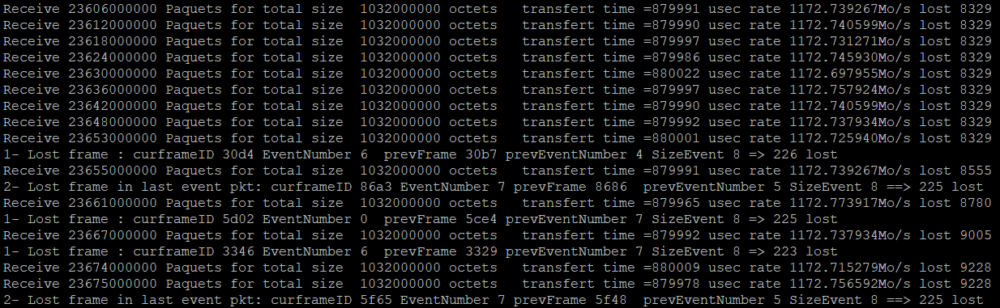 Receive 23606000000 Paquets for total size  1032000000 octets   transfert time =879991 usec rate 1172.739267Mo/s lost 8329
Receive 23612000000 Paquets for total size  1032000000 octets   transfert time =879990 usec rate 1172.740599Mo/s lost 8329
Receive 23618000000 Paquets for total size  1032000000 octets   transfert time =879997 usec rate 1172.731271Mo/s lost 8329
Receive 23624000000 Paquets for total size  1032000000 octets   transfert time =879986 usec rate 1172.745930Mo/s lost 8329
Receive 23630000000 Paquets for total size  1032000000 octets   transfert time =880022 usec rate 1172.697955Mo/s lost 8329
Receive 23636000000 Paquets for total size  1032000000 octets   transfert time =879997 usec rate 1172.757924Mo/s lost 8329
Receive 23642000000 Paquets for total size  1032000000 octets   transfert time =879990 usec rate 1172.740599Mo/s lost 8329
Receive 23648000000 Paquets for total size  1032000000 octets   transfert time =879992 usec rate 1172.737934Mo/s lost 8329
Receive 23653000000 Paquets for total size  1032000000 octets   transfert time =880001 usec rate 1172.725940Mo/s lost 8329
1- Lost frame : curframeID 30d4 EventNumber 6  prevFrame 30b7 prevEventNumber 4 SizeEvent 8 => 226 lost
Receive 23655000000 Paquets for total size  1032000000 octets   transfert time =879991 usec rate 1172.739267Mo/s lost 8555
2- Lost frame in last event pkt: curframeID 86a3 EventNumber 7 prevFrame 8686  prevEventNumber 5 SizeEvent 8 ==> 225 lost
Receive 23661000000 Paquets for total size  1032000000 octets   transfert time =879965 usec rate 1172.773917Mo/s lost 8780
1- Lost frame : curframeID 5d02 EventNumber 0  prevFrame 5ce4 prevEventNumber 7 SizeEvent 8 => 225 lost
Receive 23667000000 Paquets for total size  1032000000 octets   transfert time =879992 usec rate 1172.737934Mo/s lost 9005
1- Lost frame : curframeID 3346 EventNumber 6  prevFrame 3329 prevEventNumber 7 SizeEvent 8 => 223 lost
Receive 23674000000 Paquets for total size  1032000000 octets   transfert time =880009 usec rate 1172.715279Mo/s lost 9228
Receive 23675000000 Paquets for total size  1032000000 octets   transfert time =879978 usec rate 1172.756592Mo/s lost 9228
2- Lost frame in last event pkt: curframeID 5f65 EventNumber 7 prevFrame 5f48  prevEventNumber 5 SizeEvent 8 ==> 225 lost